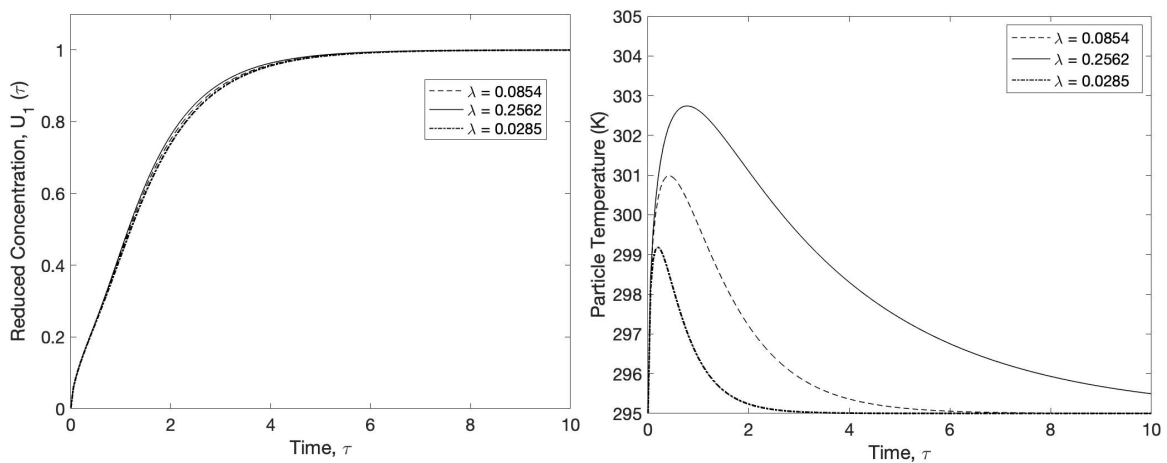 Reduced Concentration, U₁ (τ)
1
0.8
0.6
0.4
0.2
0
0 2 4 6 8 10
Time, τ
λ = 0.0854
λ = 0.2562
λ = 0.0285
Particle Temperature (K)
305
304
303
302
301
300
299
298
297
296
295
0 2 4 6 8 10
Time, τ
λ = 0.0854
λ = 0.2562
λ = 0.0285